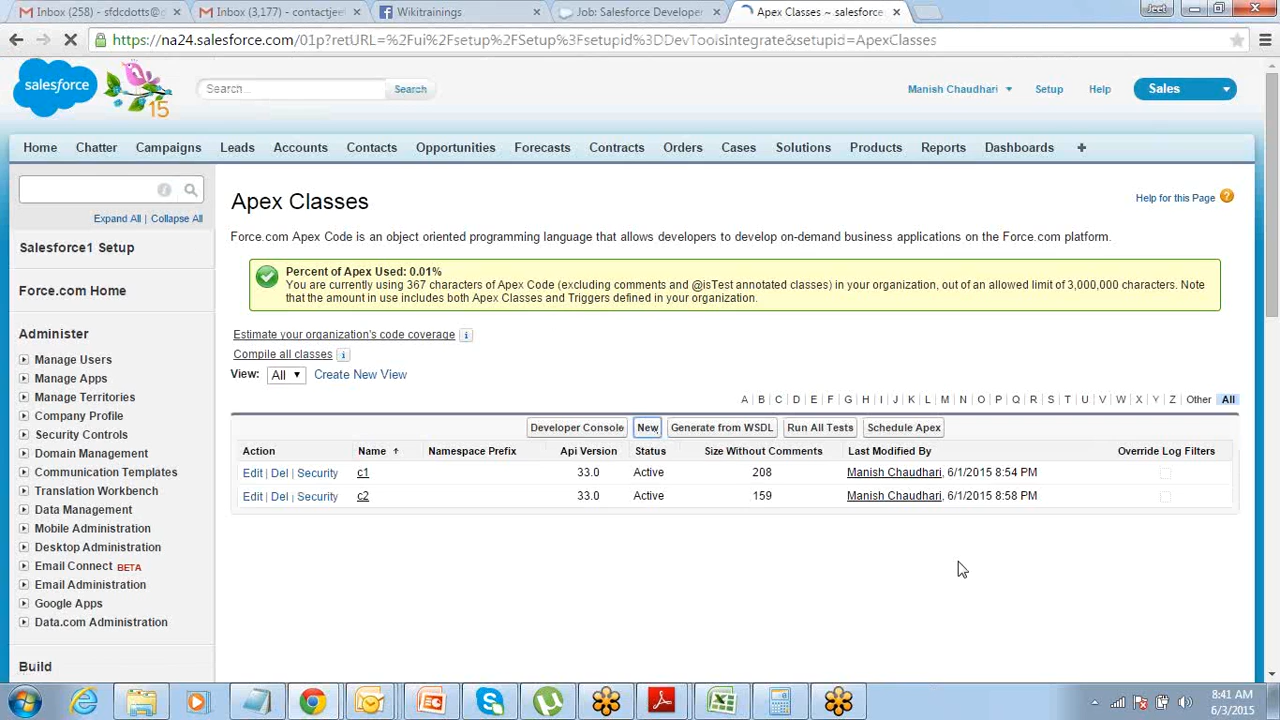 Inbox (258) - sfdcdotts@g
Inbox (3,177) - contactjee
Wikitrainings
Job: Salesforce Developer
Apex Classes ~ salesforce
Jeet
https://na24.salesforce.com/01p?retURL=%2Fui%2Fsetup%2FSetup%3Fsetupid%3DDevToolsIntegrate&setupid=ApexClasses
salesforce
15
Search...
Search
Manish Chaudhari
Setup
Help
Sales
Home
Chatter
Campaigns
Leads
Accounts
Contacts
Opportunities
Forecasts
Contracts
Orders
Cases
Solutions
Products
Reports
Dashboards
+
Expand All | Collapse All
Salesforce1 Setup
Force.com Home
Administer
Manage Users
Manage Apps
Manage Territories
Company Profile
Security Controls
Domain Management
Communication Templates
Translation Workbench
Data Management
Mobile Administration
Desktop Administration
Email Connect BETA
Email Administration
Google Apps
Data.com Administration
Build
Apex Classes
Help for this Page
Force.com Apex Code is an object oriented programming language that allows developers to develop on-demand business applications on the Force.com platform.
Percent of Apex Used: 0.01%
You are currently using 367 characters of Apex Code (excluding comments and @isTest annotated classes) in your organization, out of an allowed limit of 3,000,000 characters. Note
that the amount in use includes both Apex Classes and Triggers defined in your organization.
Estimate your organization's code coverage i
Compile all classes i
View: All Create New View
A B C D E F G H I J K L M N O P Q R S T U V W X Y Z Other All
Developer Console New Generate from WSDL Run All Tests Schedule Apex
Action Name Namespace Prefix Api Version Status Size Without Comments Last Modified By Override Log Filters
Edit | Del | Security c1 33.0 Active 208 Manish Chaudhari, 6/1/2015 8:54 PM
Edit | Del | Security c2 33.0 Active 159 Manish Chaudhari, 6/1/2015 8:58 PM
8:41 AM
6/3/2015